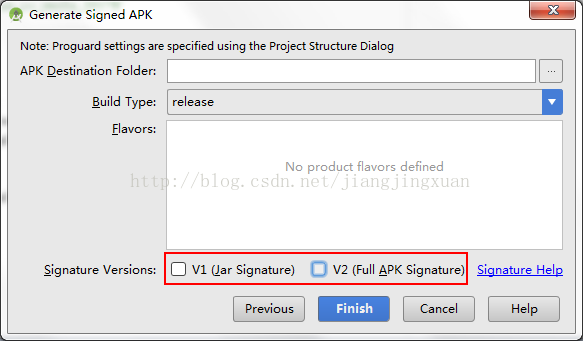 Generate Signed APK
Note: Proguard settings are specified using the Project Structure Dialog
APK Destination Folder:
...
Build Type: release
Flavors:
No product flavors defined
http://blog.csdn.net/jiangjingxuan
Signature Versions: V1 (Jar Signature) V2 (Full APK Signature) Signature Help
Previous Finish Cancel Help